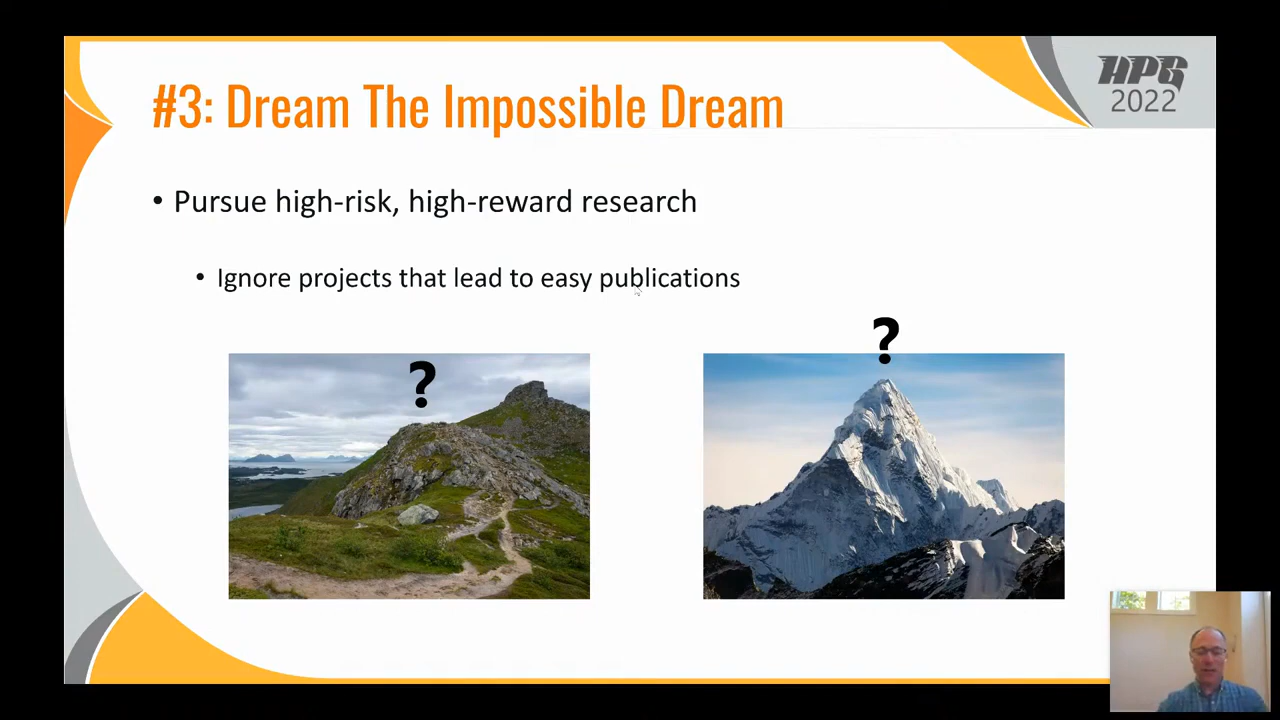 #3: Dream The Impossible Dream
HPG
2022
• Pursue high-risk, high-reward research
• Ignore projects that lead to easy publications
?
?